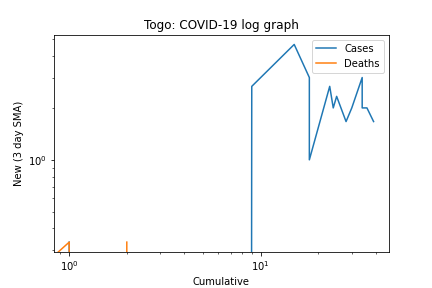 Togo: COVID-19 log graph
Cases
Deaths
New (3 day SMA)
10⁰
10⁰
10¹
Cumulative